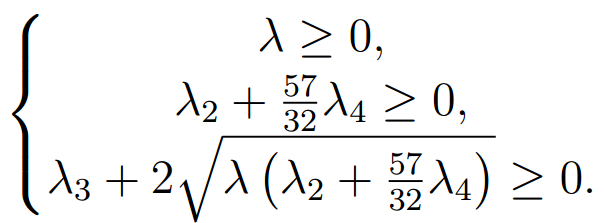 λ ≥ 0,
λ₂ + 57/32 λ₄ ≥ 0,
λ₃ + 2√(λ (λ₂ + 57/32 λ₄)) ≥ 0.